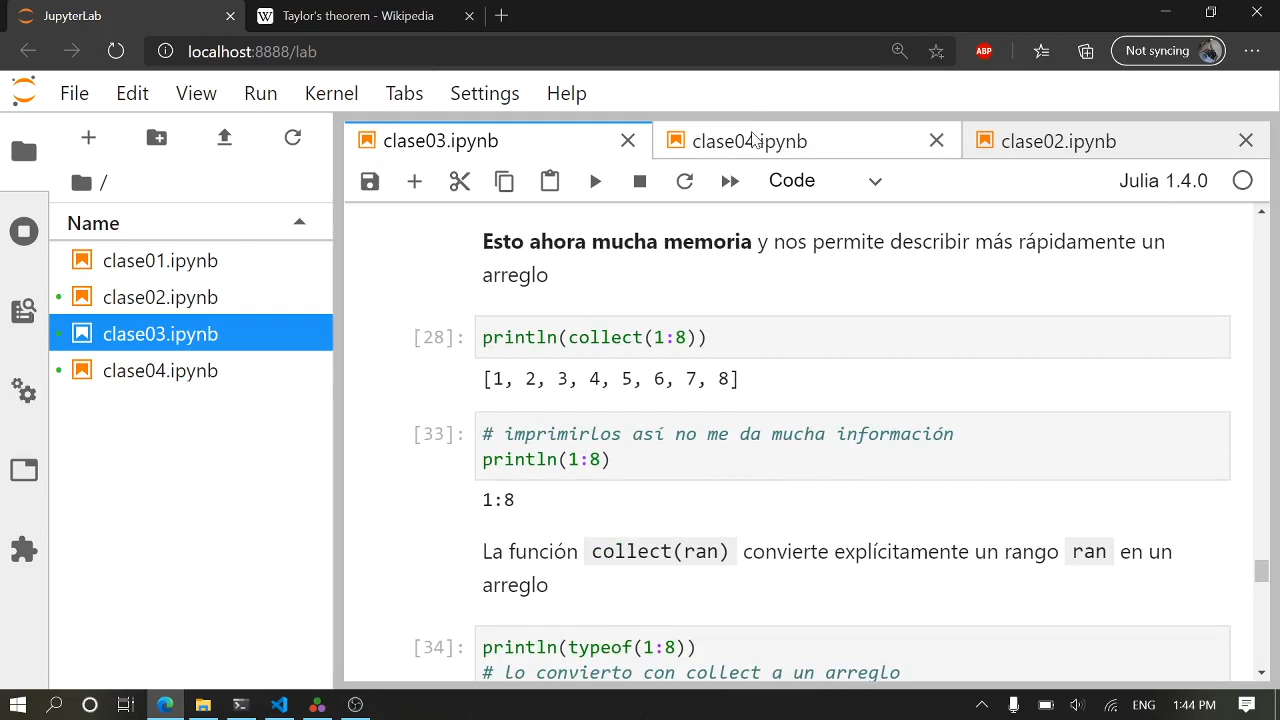 JupyterLab
Taylor's theorem - Wikipedia
localhost:8888/lab
ABP
Not syncing
File Edit View Run Kernel Tabs Settings Help
clase03.ipynb
clase04.ipynb
clase02.ipynb
/
Code
Julia 1.4.0
Name
clase01.ipynb
clase02.ipynb
clase03.ipynb
clase04.ipynb
Esto ahora mucha memoria y nos permite describir más rápidamente un
arreglo
[28]: println(collect(1:8))
[1, 2, 3, 4, 5, 6, 7, 8]
[33]: # imprimirlos así no me da mucha información
println(1:8)
1:8
La función collect(ran) convierte explícitamente un rango ran en un
arreglo
[34]: println(typeof(1:8))
# lo convierto con collect a un arreglo
ENG 1:44 PM